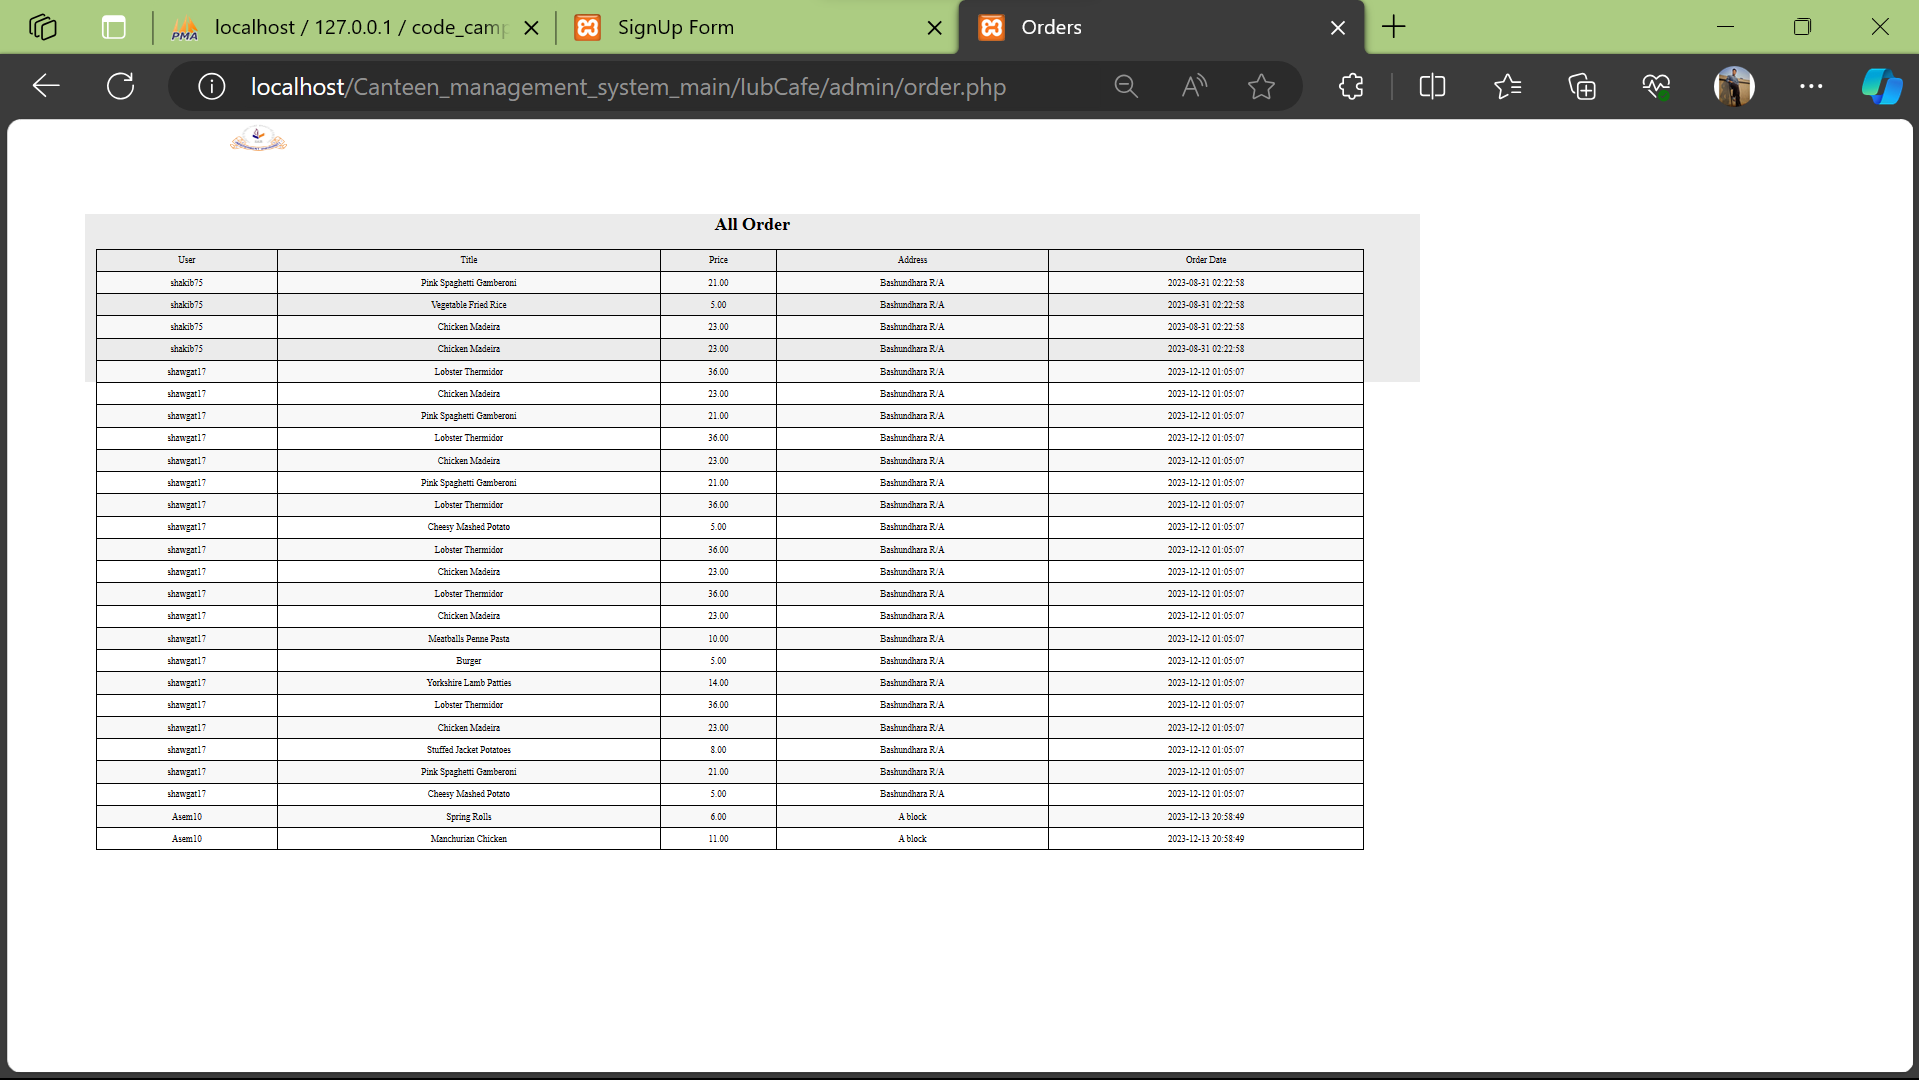 localhost / 127.0.0.1 / code_camp
SignUp Form
Orders
localhost/Canteen_management_system_main/IubCafe/admin/order.php
All Order
User Title Price Address Order Date
shakib75 Pink Spaghetti Gamberoni 21.00 Bashundhara R/A 2023-08-31 02:22:58
shakib75 Vegetable Fried Rice 5.00 Bashundhara R/A 2023-08-31 02:22:58
shakib75 Chicken Madeira 23.00 Bashundhara R/A 2023-08-31 02:22:58
shakib75 Chicken Madeira 23.00 Bashundhara R/A 2023-08-31 02:22:58
shawgat17 Lobster Thermidor 36.00 Bashundhara R/A 2023-12-12 01:05:07
shawgat17 Chicken Madeira 23.00 Bashundhara R/A 2023-12-12 01:05:07
shawgat17 Pink Spaghetti Gamberoni 21.00 Bashundhara R/A 2023-12-12 01:05:07
shawgat17 Lobster Thermidor 36.00 Bashundhara R/A 2023-12-12 01:05:07
shawgat17 Chicken Madeira 23.00 Bashundhara R/A 2023-12-12 01:05:07
shawgat17 Pink Spaghetti Gamberoni 21.00 Bashundhara R/A 2023-12-12 01:05:07
shawgat17 Lobster Thermidor 36.00 Bashundhara R/A 2023-12-12 01:05:07
shawgat17 Cheesy Mashed Potato 5.00 Bashundhara R/A 2023-12-12 01:05:07
shawgat17 Lobster Thermidor 36.00 Bashundhara R/A 2023-12-12 01:05:07
shawgat17 Chicken Madeira 23.00 Bashundhara R/A 2023-12-12 01:05:07
shawgat17 Lobster Thermidor 36.00 Bashundhara R/A 2023-12-12 01:05:07
shawgat17 Chicken Madeira 23.00 Bashundhara R/A 2023-12-12 01:05:07
shawgat17 Meatballs Penne Pasta 10.00 Bashundhara R/A 2023-12-12 01:05:07
shawgat17 Burger 5.00 Bashundhara R/A 2023-12-12 01:05:07
shawgat17 Yorkshire Lamb Patties 14.00 Bashundhara R/A 2023-12-12 01:05:07
shawgat17 Lobster Thermidor 36.00 Bashundhara R/A 2023-12-12 01:05:07
shawgat17 Chicken Madeira 23.00 Bashundhara R/A 2023-12-12 01:05:07
shawgat17 Stuffed Jacket Potatoes 8.00 Bashundhara R/A 2023-12-12 01:05:07
shawgat17 Pink Spaghetti Gamberoni 21.00 Bashundhara R/A 2023-12-12 01:05:07
shawgat17 Cheesy Mashed Potato 5.00 Bashundhara R/A 2023-12-12 01:05:07
Asem10 Spring Rolls 6.00 A block 2023-12-13 20:58:49
Asem10 Manchurian Chicken 11.00 A block 2023-12-13 20:58:49